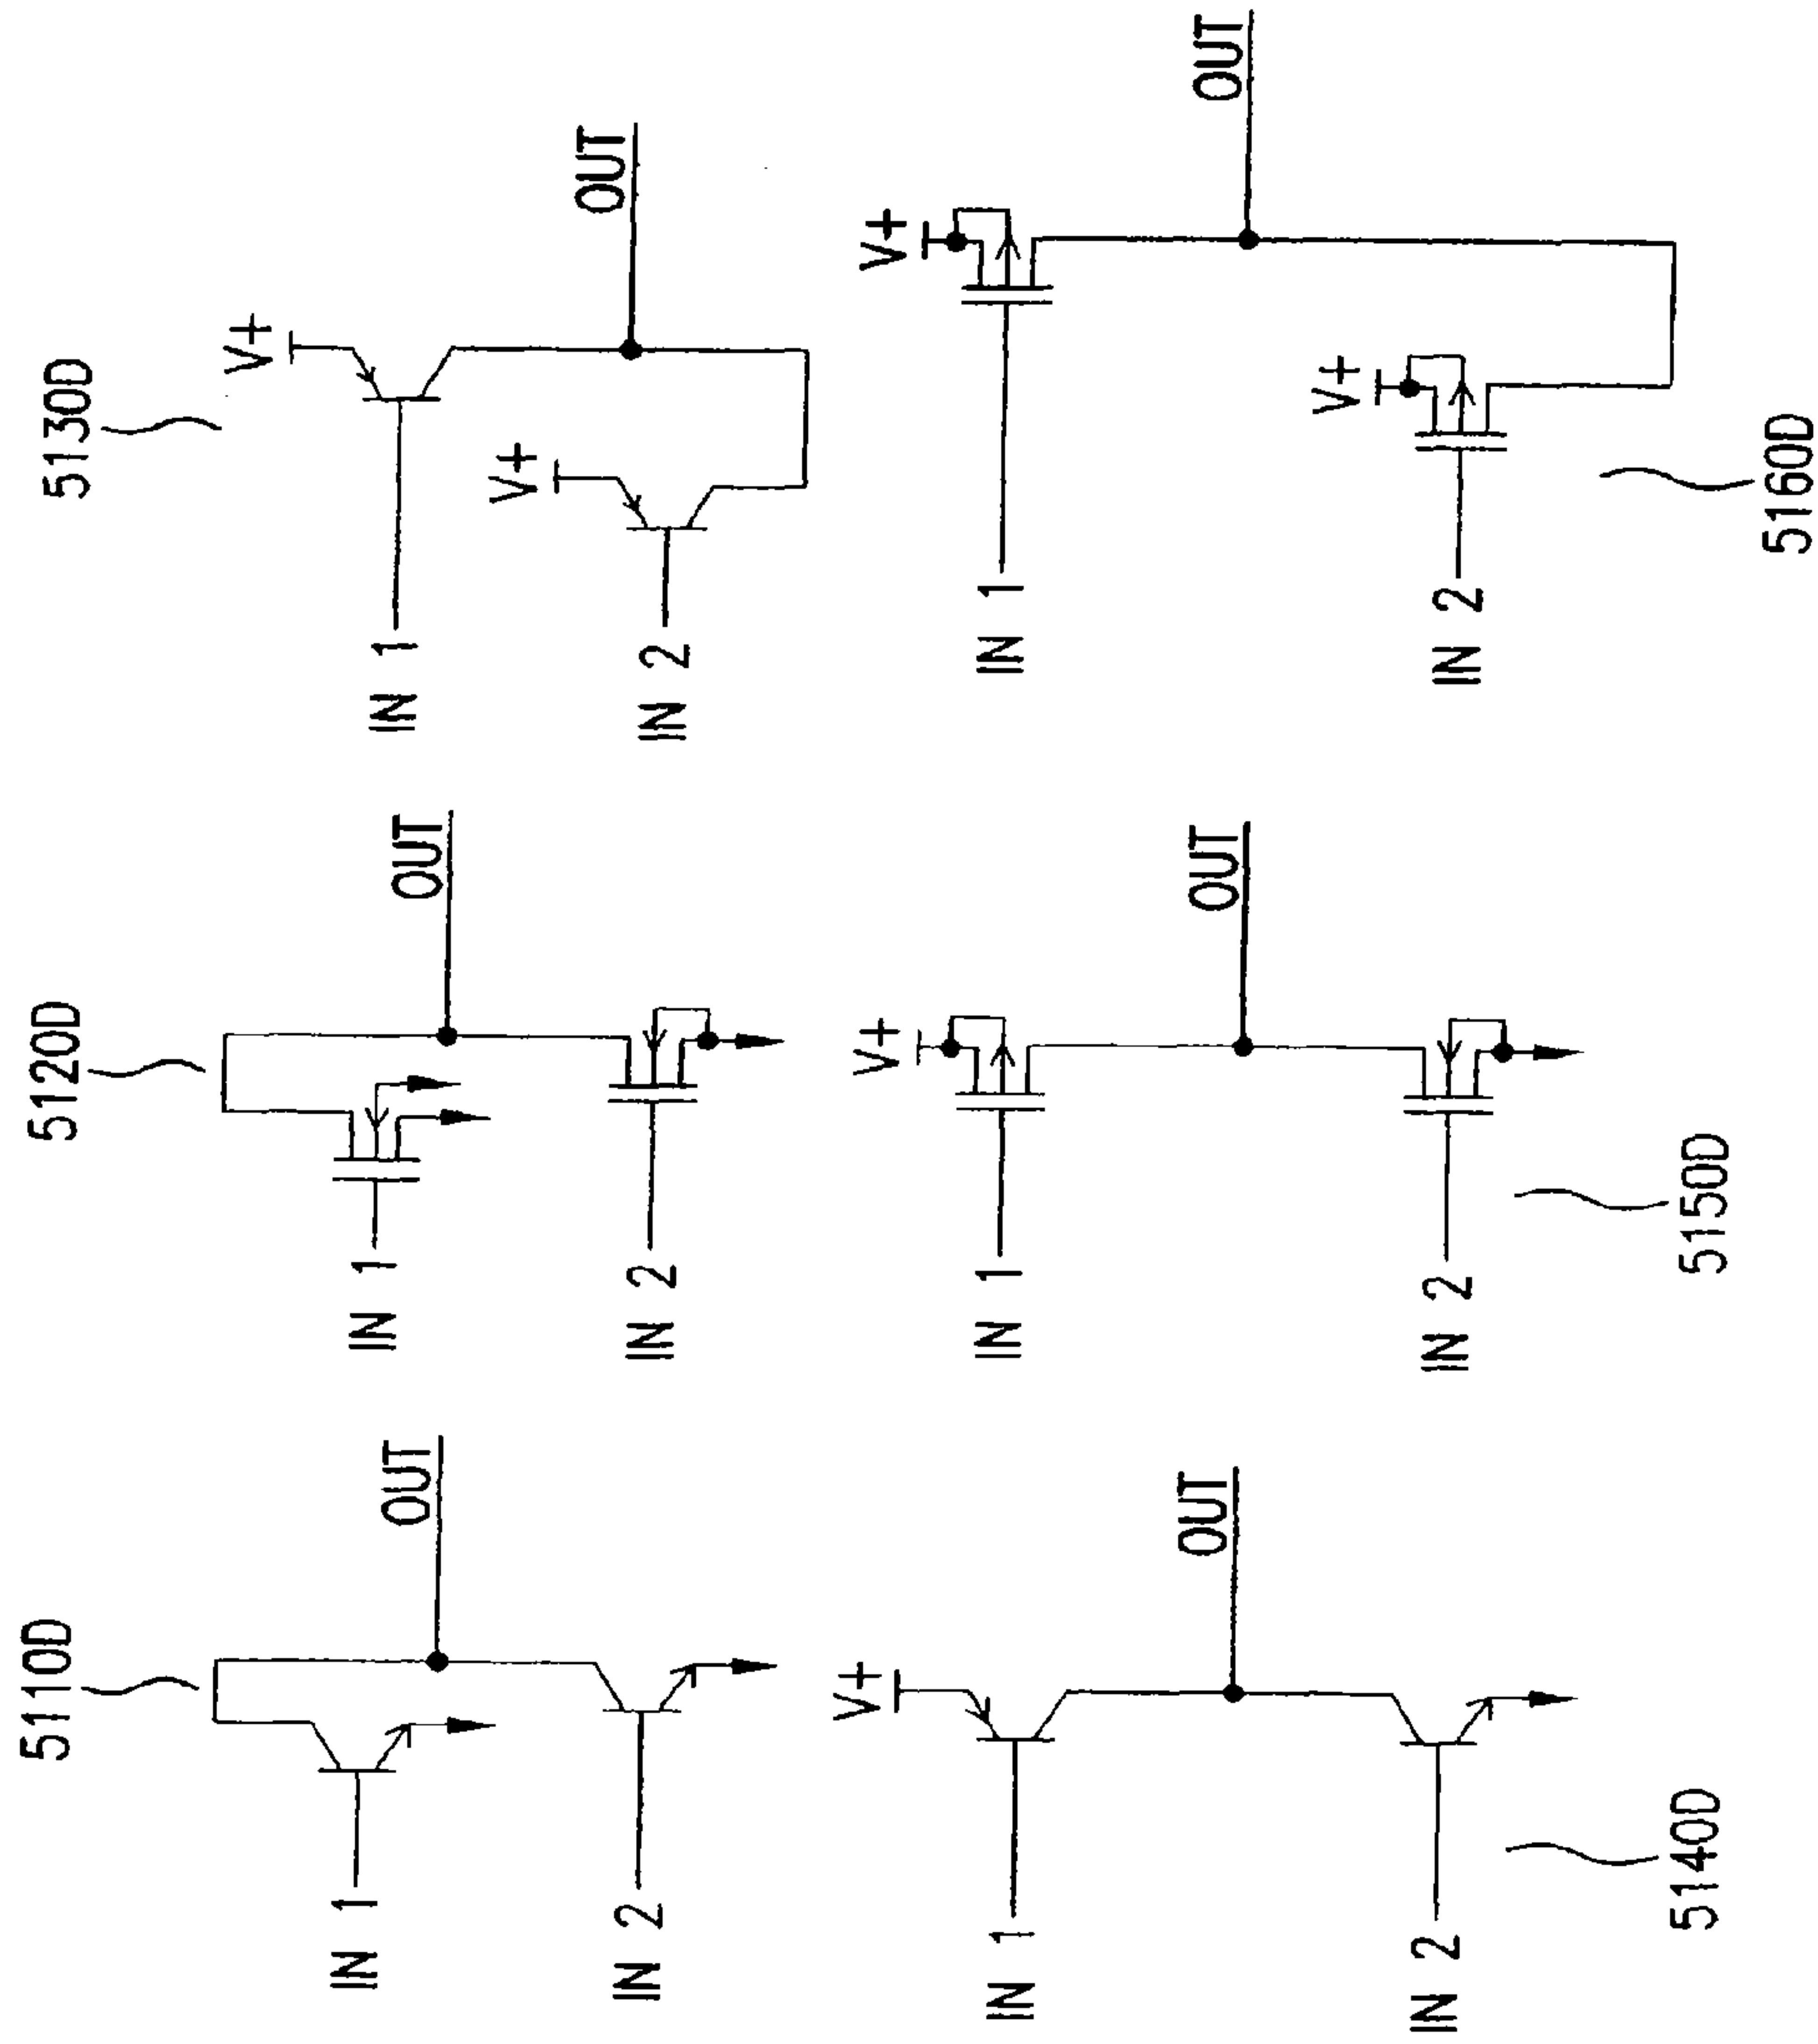 5110D
OUT
IN 1
IN 2
5120D
OUT
IN 1
IN 2
5130D
V+
OUT
V+
IN 1
IN 2
V+
OUT
IN 1
IN 2
5140D
V+
OUT
IN 1
IN 2
5150D
V+
OUT
V+
IN 1
IN 2
5160D